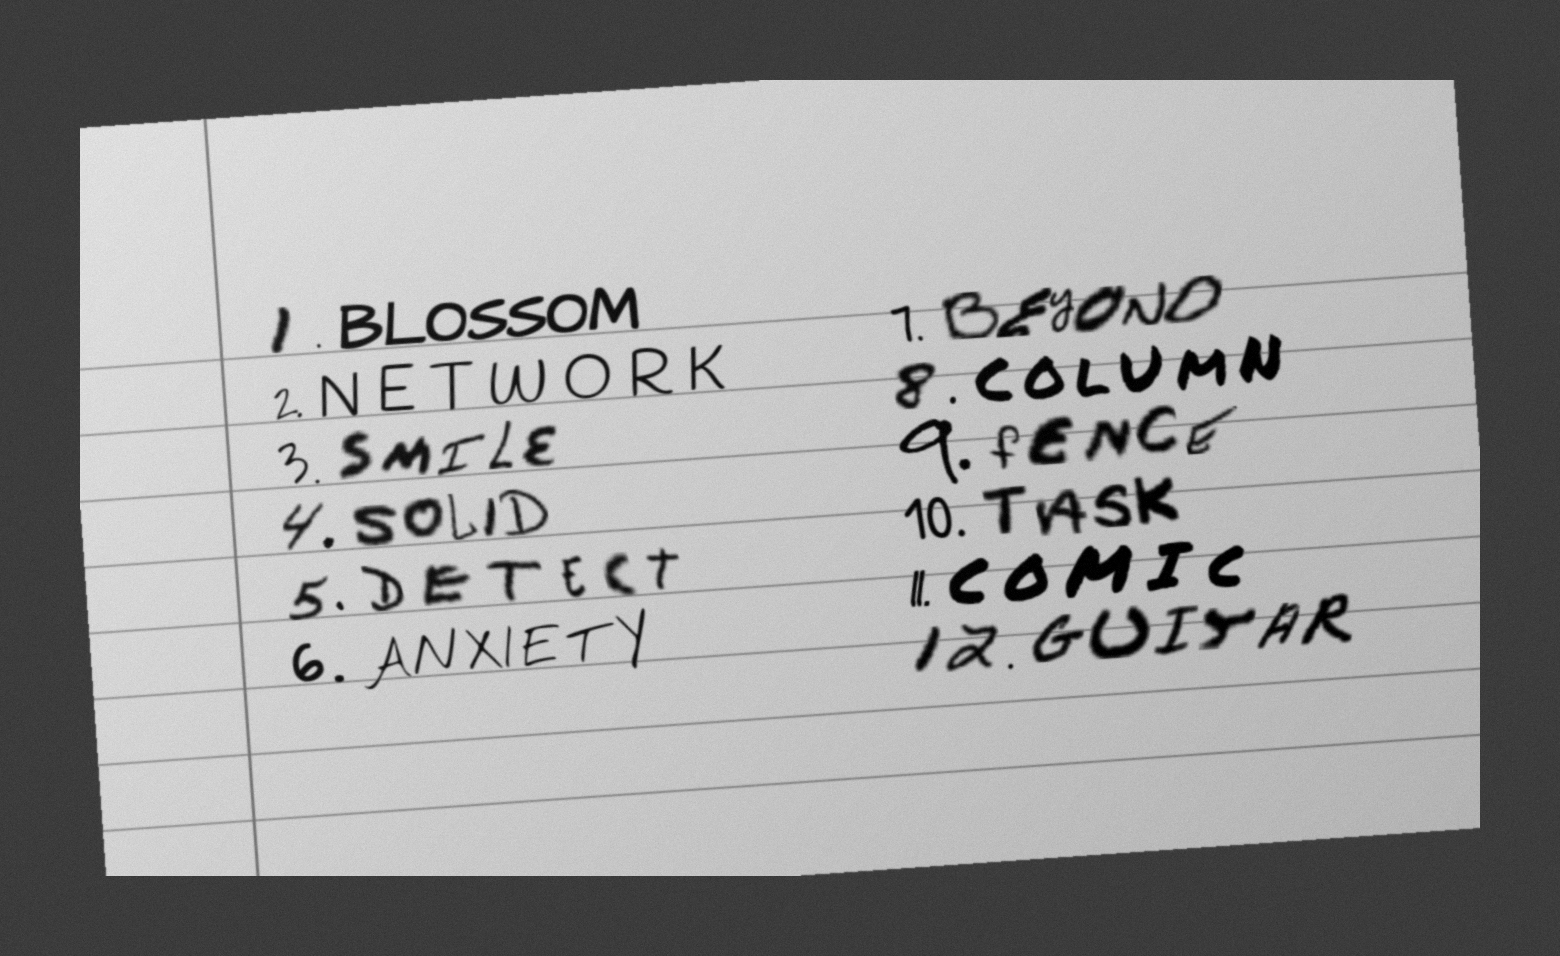 1. BLOSSOM
2. NETWORK
3. SMILE
4. SOLID
5. DETECT
6. ANXIETY
7. BEyOND
8. COLUMN
9. fENCE
10. TASK
11. COMIC
12. GUITAR